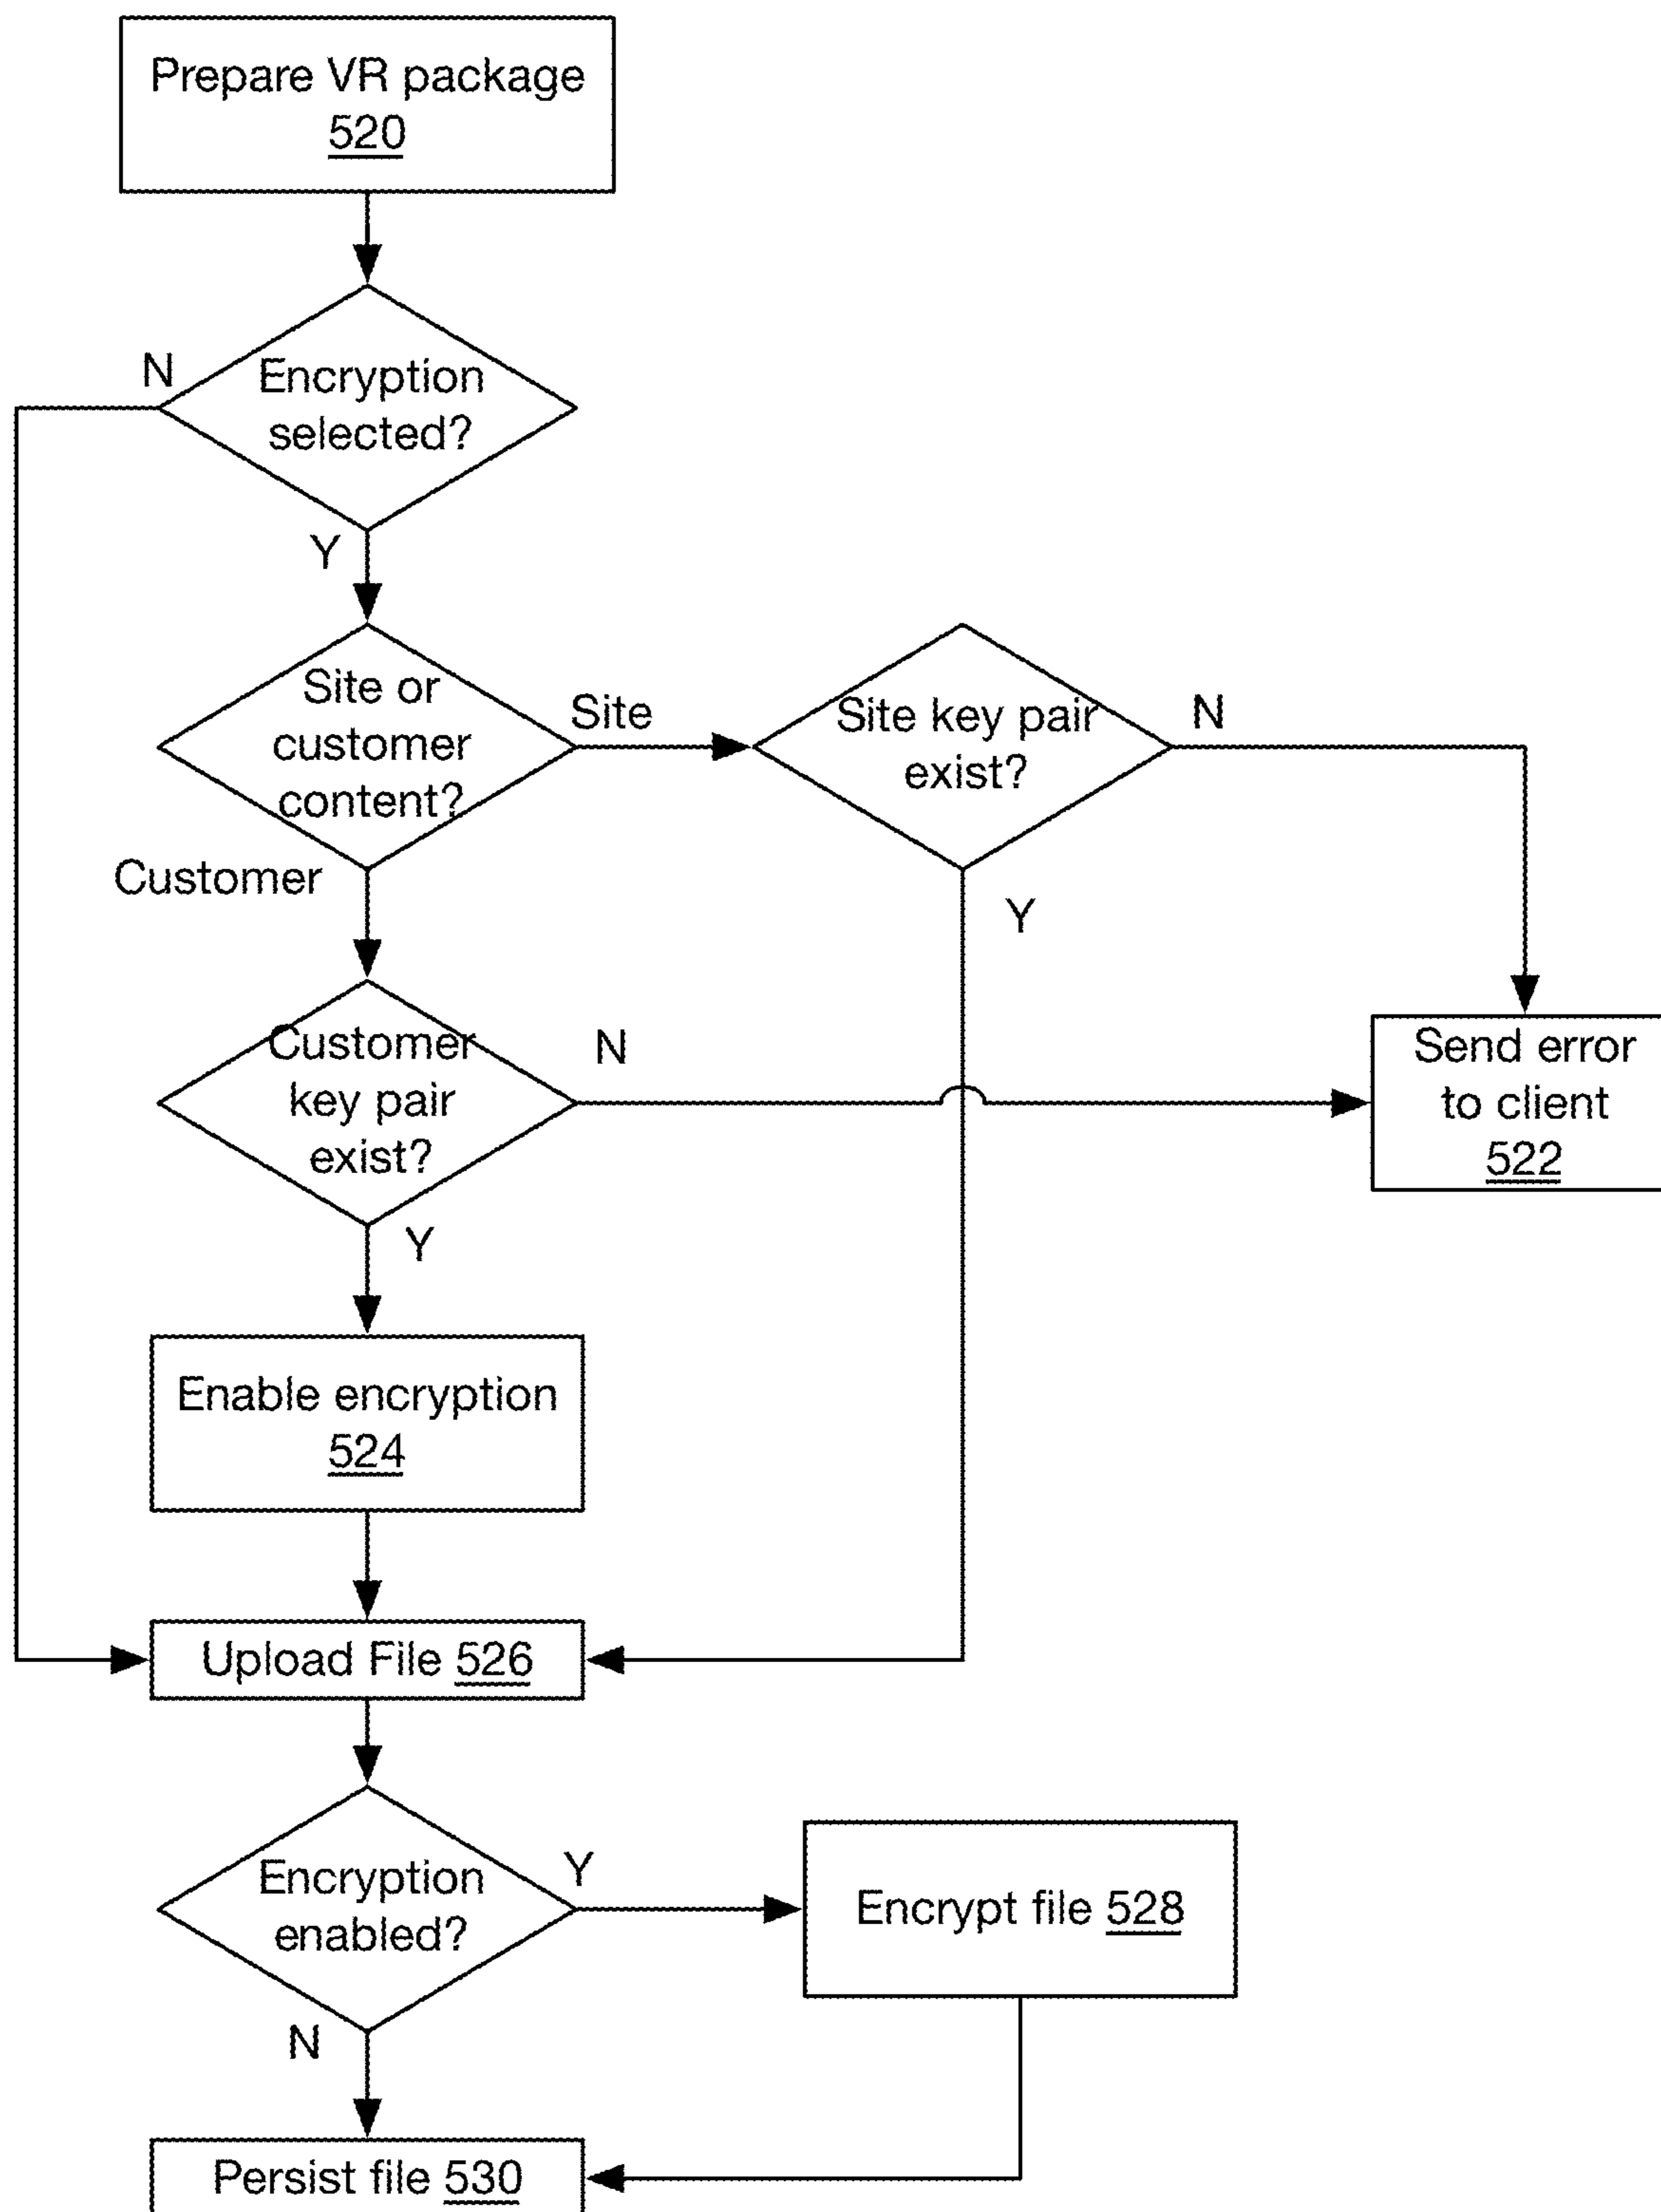 Prepare VR package
520
N
Encryption
selected?
Y
Site or
customer
content?
Site
Site key pair
exist?
N
Customer
Y
Customer
key pair
exist?
N
Send error
to client
522
Y
Enable encryption
524
Upload File 526
Encryption
enabled?
Y
Encrypt file 528
N
Persist file 530